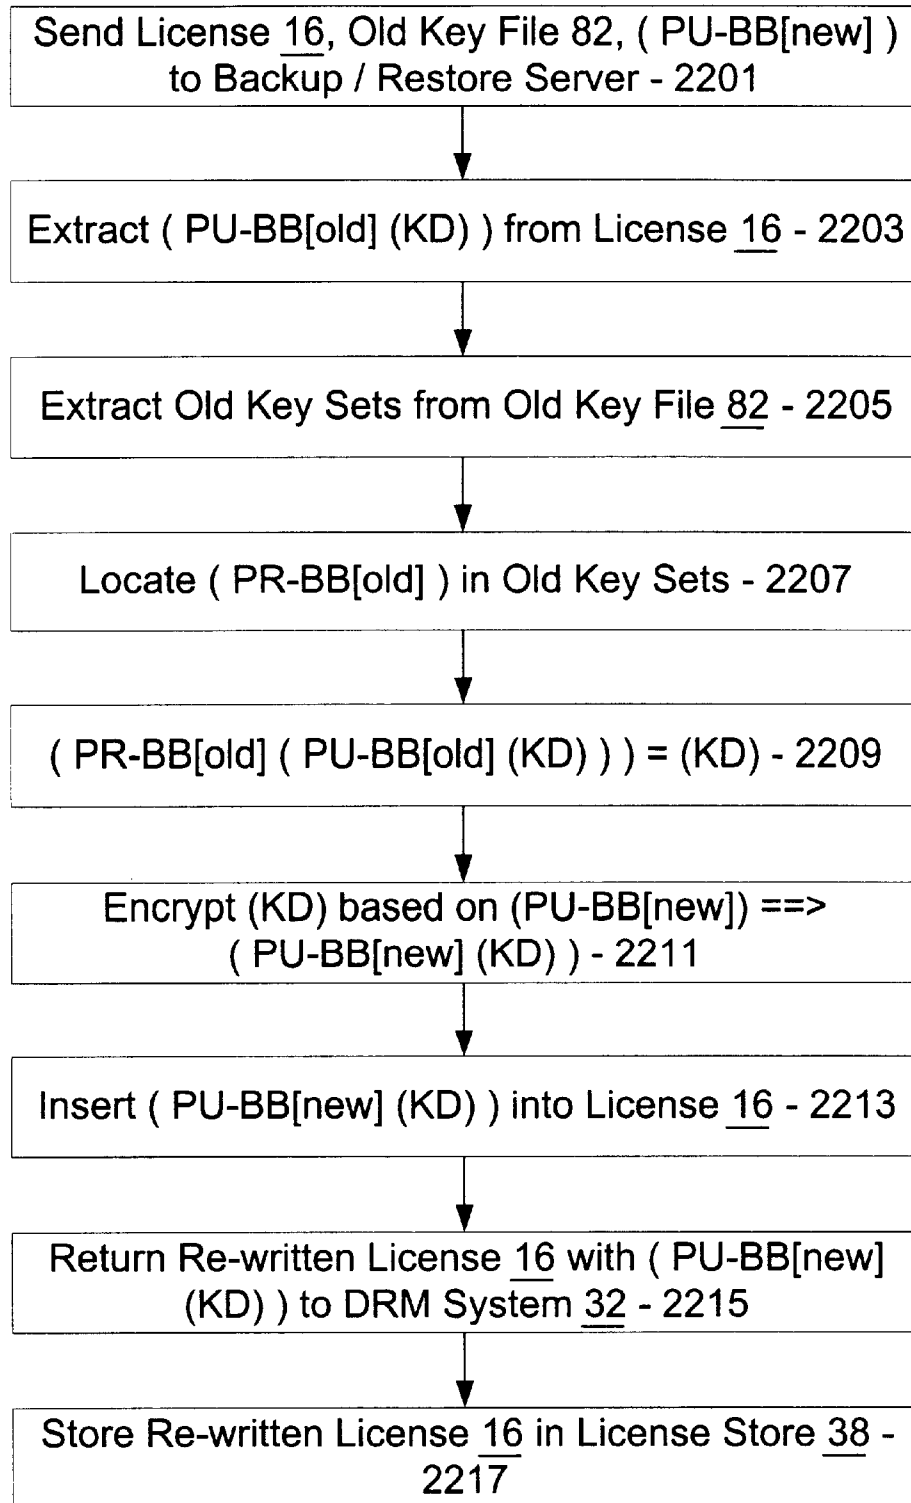 Send License 16, Old Key File 82, ( PU-BB[new] )
to Backup / Restore Server - 2201
Extract ( PU-BB[old] (KD) ) from License 16 - 2203
Extract Old Key Sets from Old Key File 82 - 2205
Locate ( PR-BB[old] ) in Old Key Sets - 2207
( PR-BB[old] ( PU-BB[old] (KD) ) ) = (KD) - 2209
Encrypt (KD) based on (PU-BB[new]) ==>
( PU-BB[new] (KD) ) - 2211
Insert ( PU-BB[new] (KD) ) into License 16 - 2213
Return Re-written License 16 with ( PU-BB[new]
(KD) ) to DRM System 32 - 2215
Store Re-written License 16 in License Store 38 -
2217